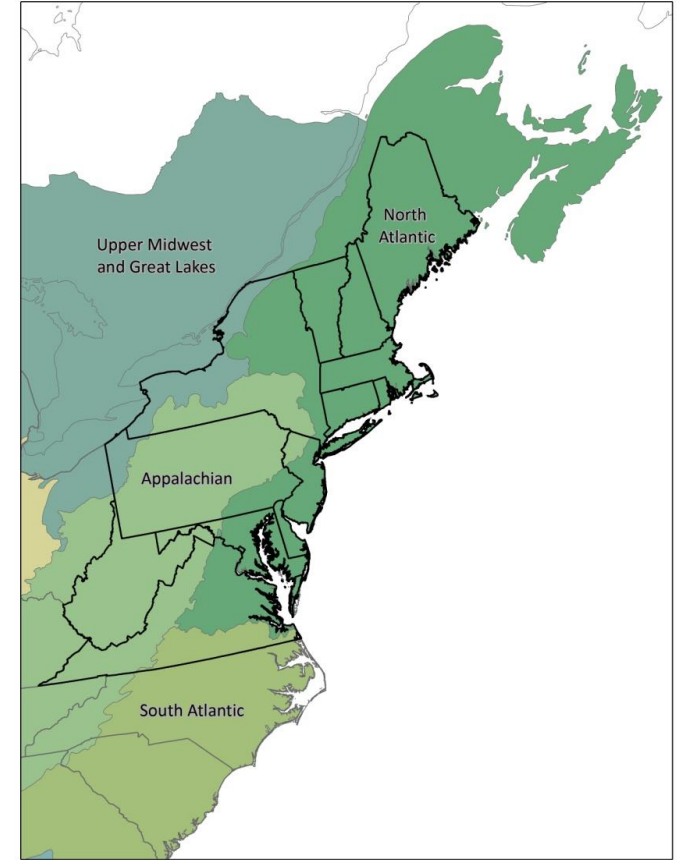 North
Atlantic
Upper Midwest
and Great Lakes
Appalachian
South Atlantic